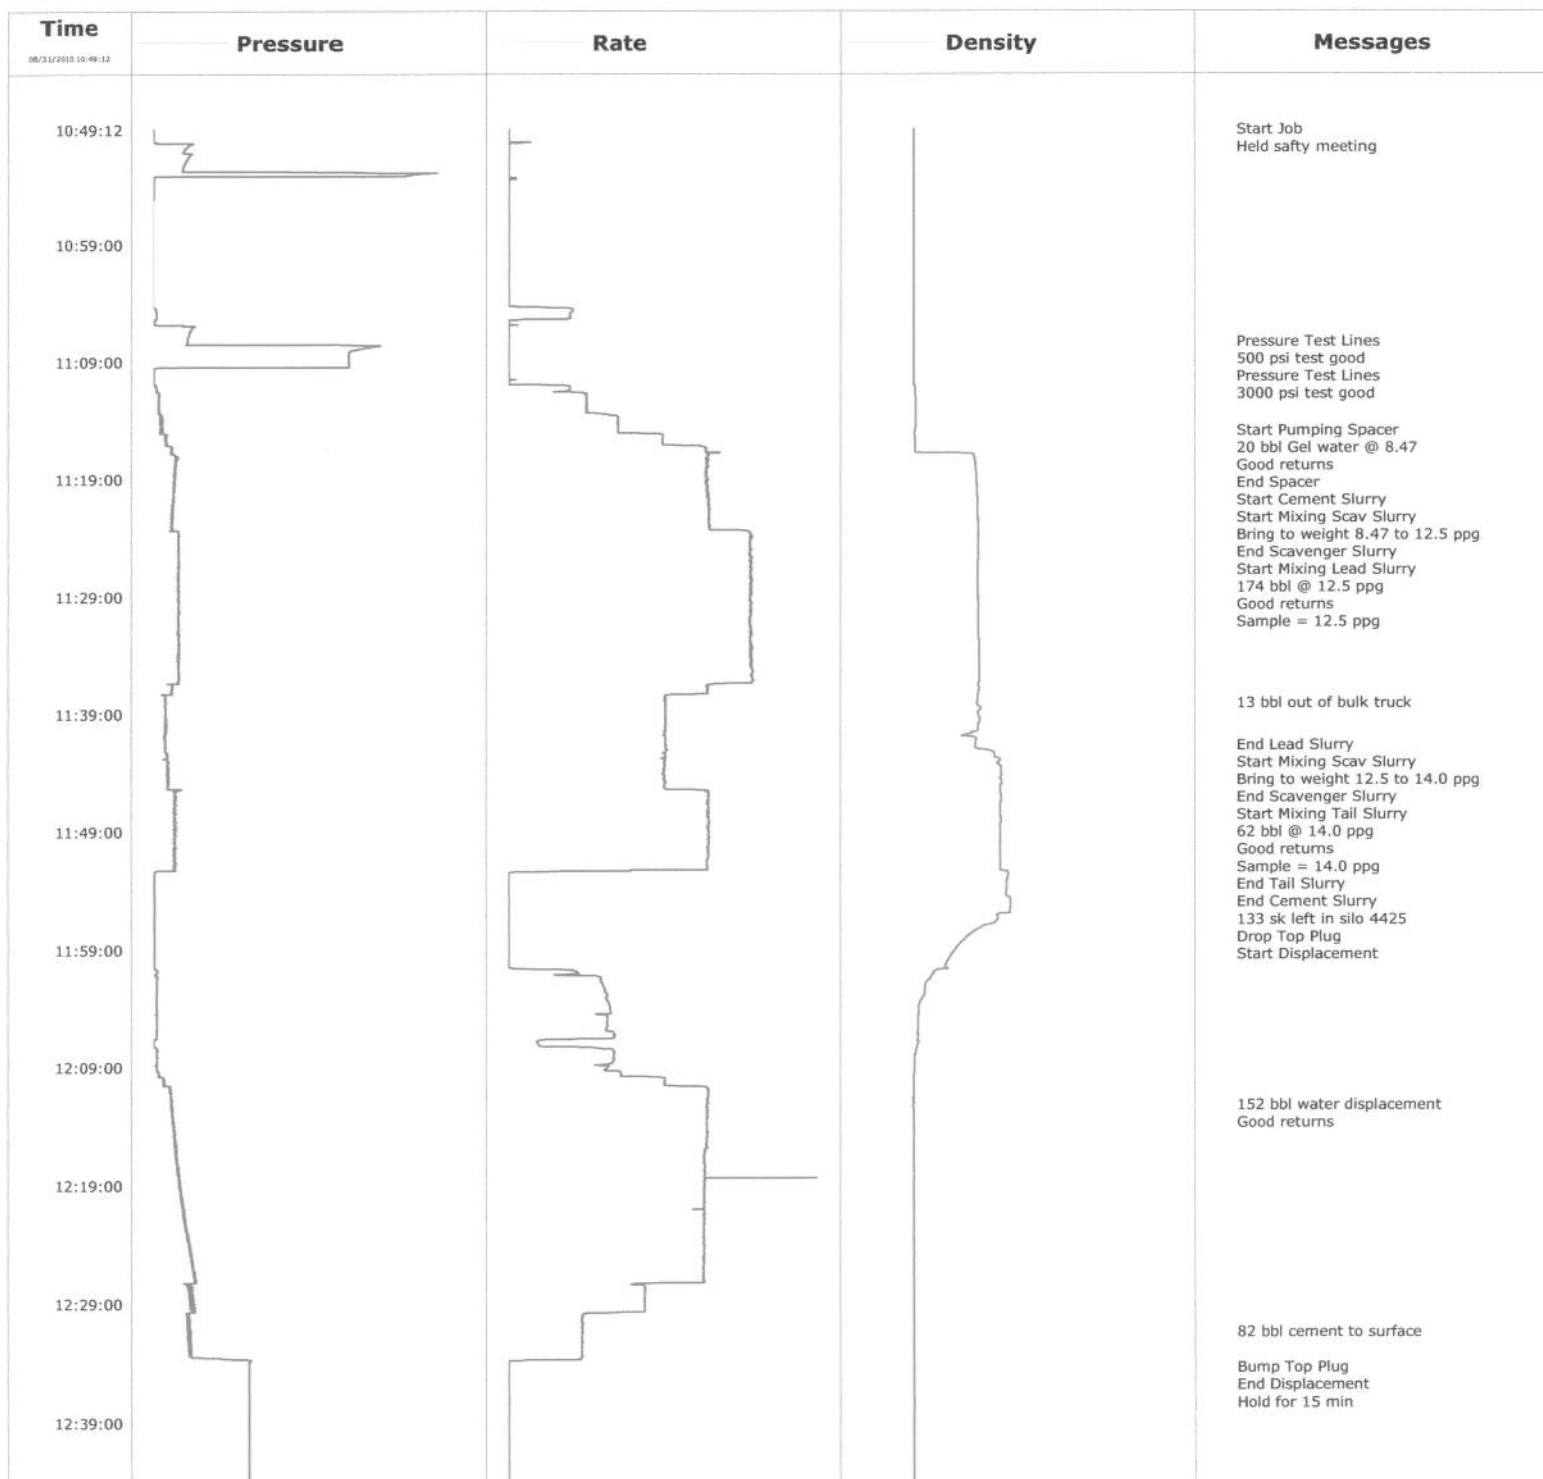 Time
08/31/2010 10:49:12
Pressure
Rate
Density
Messages
10:49:12
Start Job
Held safty meeting
10:59:00
Pressure Test Lines
11:09:00
500 psi test good
Pressure Test Lines
3000 psi test good
Start Pumping Spacer
20 bbl Gel water @ 8.47
Good returns
11:19:00
End Spacer
Start Cement Slurry
Start Mixing Scav Slurry
Bring to weight 8.47 to 12.5 ppg
End Scavenger Slurry
Start Mixing Lead Slurry
174 bbl @ 12.5 ppg
11:29:00
Good returns
Sample = 12.5 ppg
13 bbl out of bulk truck
11:39:00
End Lead Slurry
Start Mixing Scav Slurry
Bring to weight 12.5 to 14.0 ppg
End Scavenger Slurry
Start Mixing Tail Slurry
11:49:00
62 bbl @ 14.0 ppg
Good returns
Sample = 14.0 ppg
End Tail Slurry
End Cement Slurry
133 sk left in silo 4425
Drop Top Plug
11:59:00
Start Displacement
12:09:00
152 bbl water displacement
Good returns
12:19:00
12:29:00
82 bbl cement to surface
Bump Top Plug
End Displacement
Hold for 15 min
12:39:00